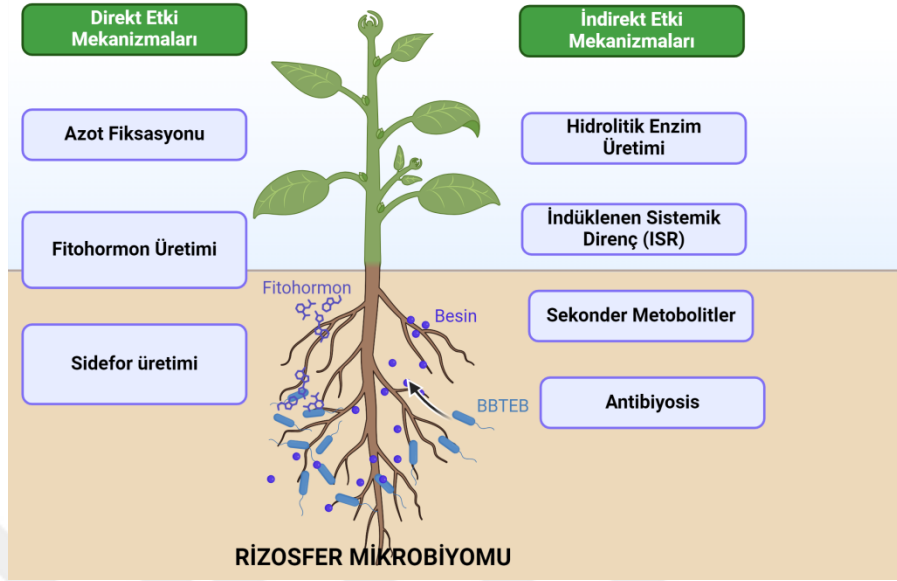 Direkt Etki
Mekanizmaları
Azot Fiksasyonu
Fitohormon Üretimi
Sidefor üretimi
İndirekt Etki
Mekanizmaları
Hidrolitik Enzim
Üretimi
İndüklenen Sistemik
Direnç (ISR)
Sekonder Metobolitler
Antibiyosis
Fitohormon
Besin
BBTEB
RİZOSFER MİKROBİYOMU